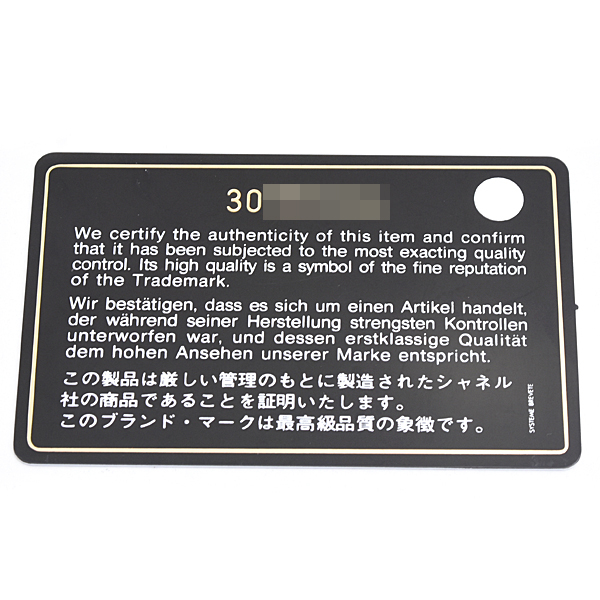 30
We certify the authenticity of this item and confirm
that it has been subjected to the most exacting quality
control. Its high quality is a symbol of the fine reputation
of the Trademark.
Wir bestätigen, dass es sich um einen Artikel handelt,
der während seiner Herstellung strengsten Kontrollen
unterworfen war, und dessen erstklassige Qualität
dem hohen Ansehen unserer Marke entspricht.
この製品は厳しい管理のもとに製造されたシャネル
社の商品であることを証明いたします。
このブランド・マークは最高級品質の象徴です。
SYSTEME BREVETE